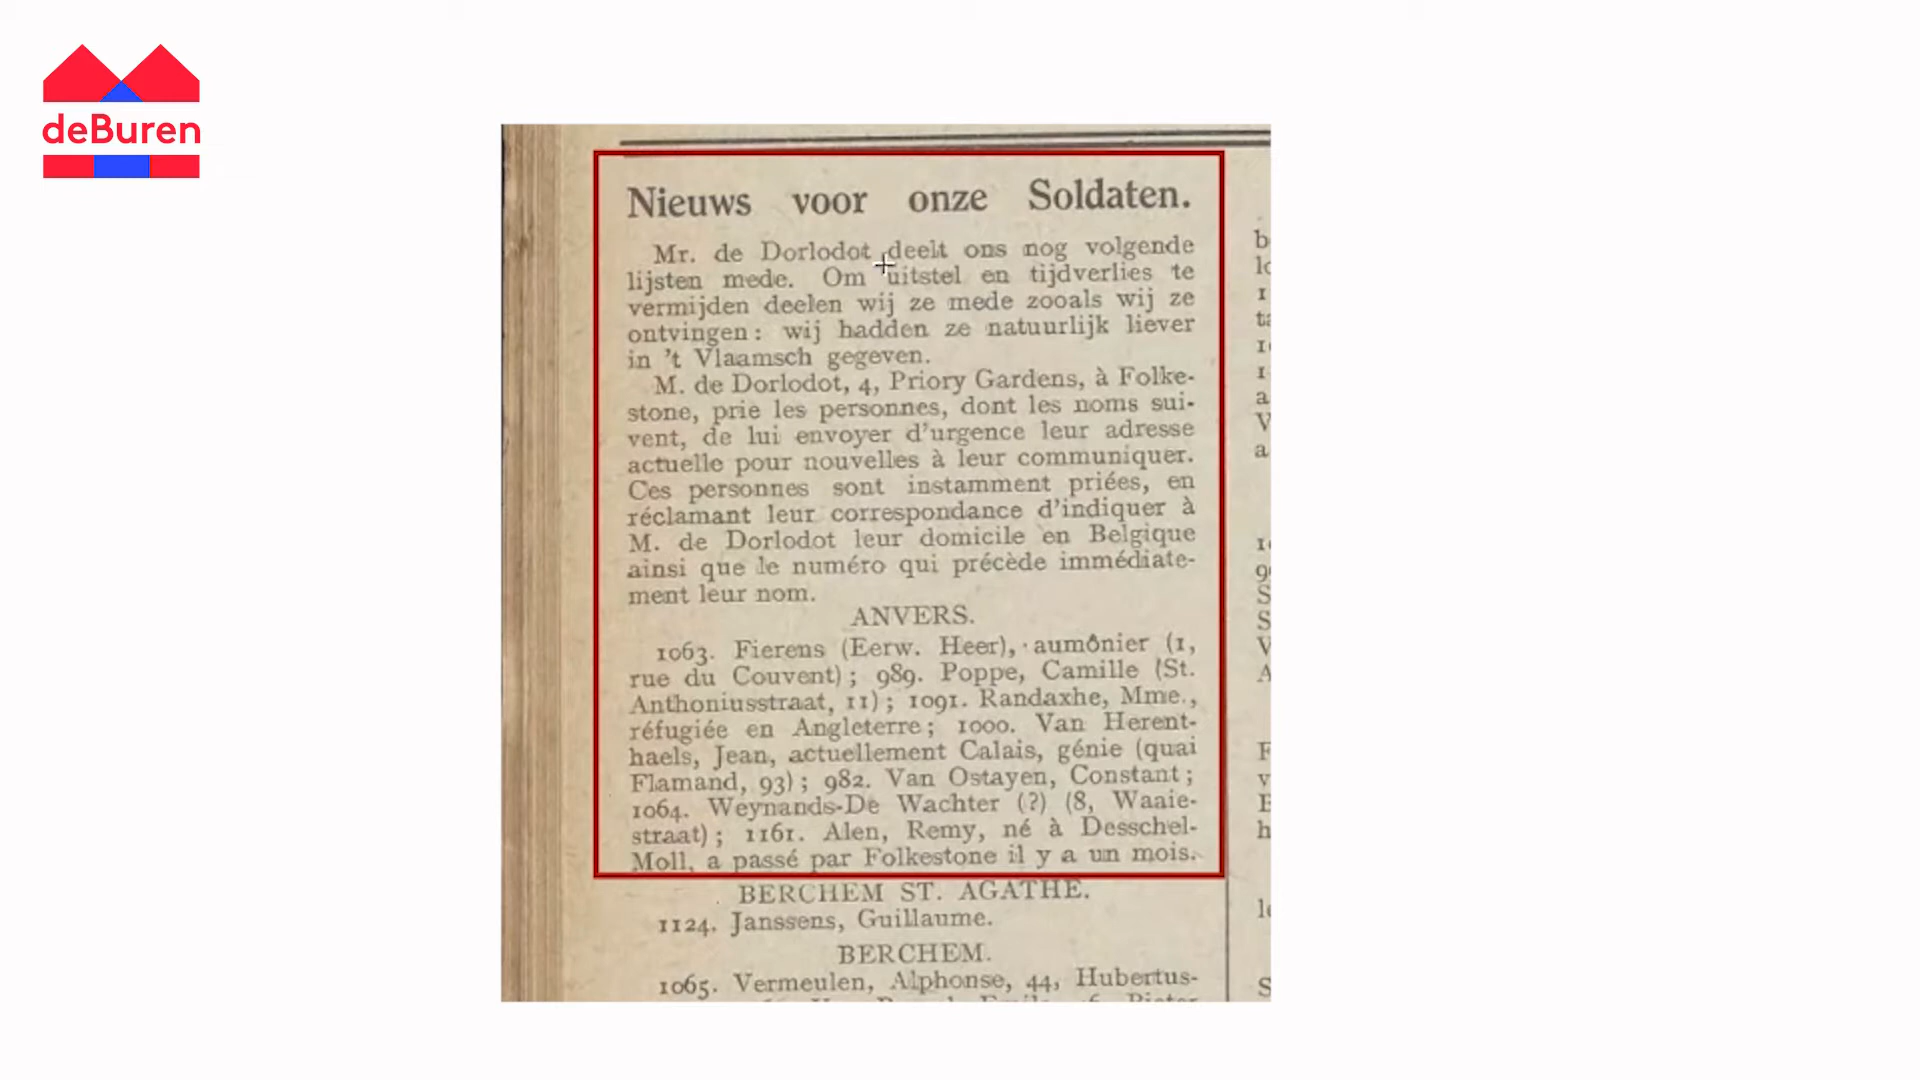 deBuren
Nieuws voor onze Soldaten.
Mr. de Dorlodot deelt ons nog volgende
lijsten mede. Om uitstel en tijdverlies te
vermijden deelen wij ze mede zooals wij ze
ontvingen: wij hadden ze natuurlijk liever
in 't Vlaamsch gegeven.
M. de Dorlodot, 4, Priory Gardens, à Folke-
stone, prie les personnes, dont les noms sui-
vent, de lui envoyer d'urgence leur adresse
actuelle pour nouvelles à leur communiquer.
Ces personnes sont instamment priées, en
réclamant leur correspondance d'indiquer à
M. de Dorlodot leur domicile en Belgique
ainsi que le numéro qui précède immédiate-
ment leur nom.
ANVERS.
1063. Fierens (Eerw. Heer), aumônier (1,
rue du Couvent); 989. Poppe, Camille (St.
Anthoniusstraat, 11); 1091. Randaxhe, Mme.,
réfugiée en Angleterre; 1000. Van Herent-
haels, Jean, actuellement Calais, génie (quai
Flamand, 93); 982. Van Ostayen, Constant;
1064. Weynands-De Wachter (?) (8, Waaie-
straat); 1161. Alen, Remy, né à Desschel-
Moll, a passé par Folkestone il y a un mois.
BERCHEM ST. AGATHE.
1124. Janssens, Guillaume.
BERCHEM.
1065. Vermeulen, Alphonse, 44, Hubertus-